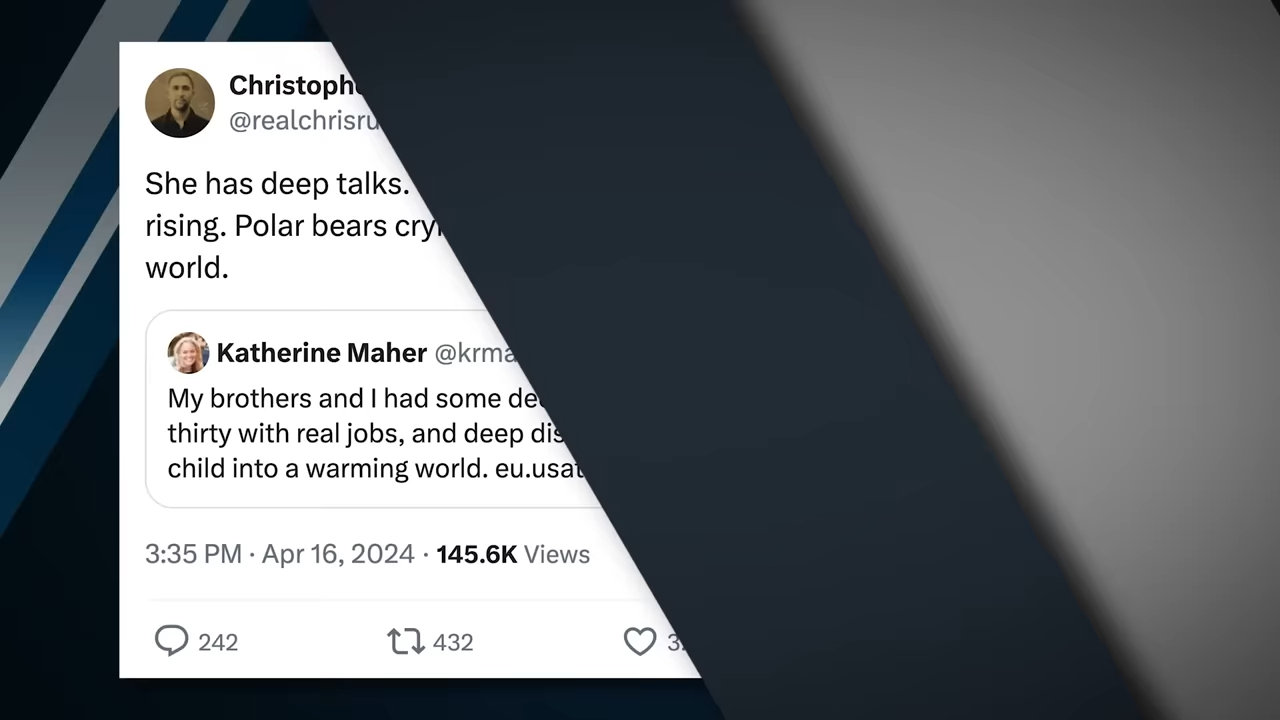 Christoph
@realchrisru
She has deep talks.
rising. Polar bears cry
world.
Katherine Maher @krma
My brothers and I had some de
thirty with real jobs, and deep dis
child into a warming world. eu.usat
3:35 PM · Apr 16, 2024 · 145.6K Views
242 432 3.